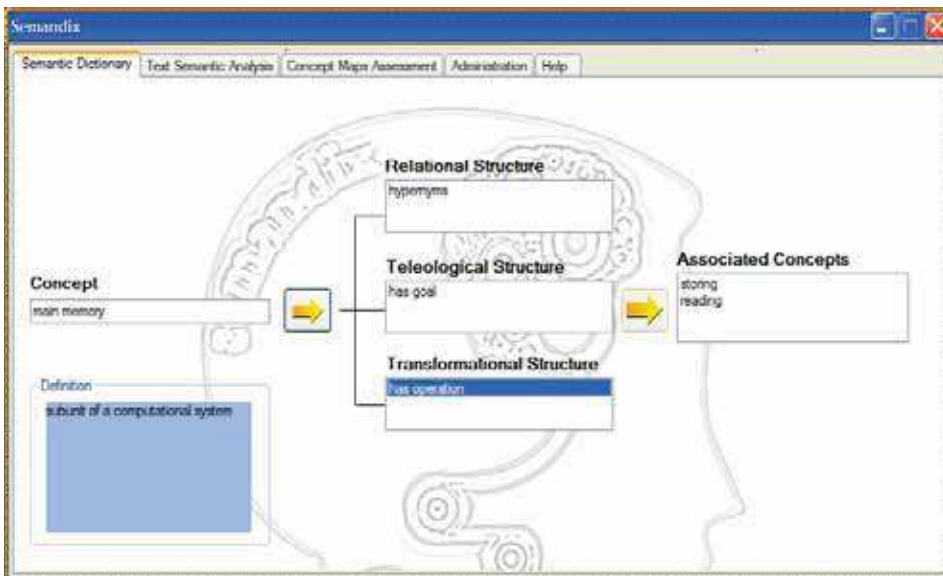 Semandix
Semantic Dictionary
Text Semantic Analysis
Concept Maps Assessment
Administration
Help
Relational Structure
hypernyms
Teleological Structure
has goal
Associated Concepts
storing
reading
Concept
main memory
Transformational Structure
has operation
Definition
subunit of a computational system